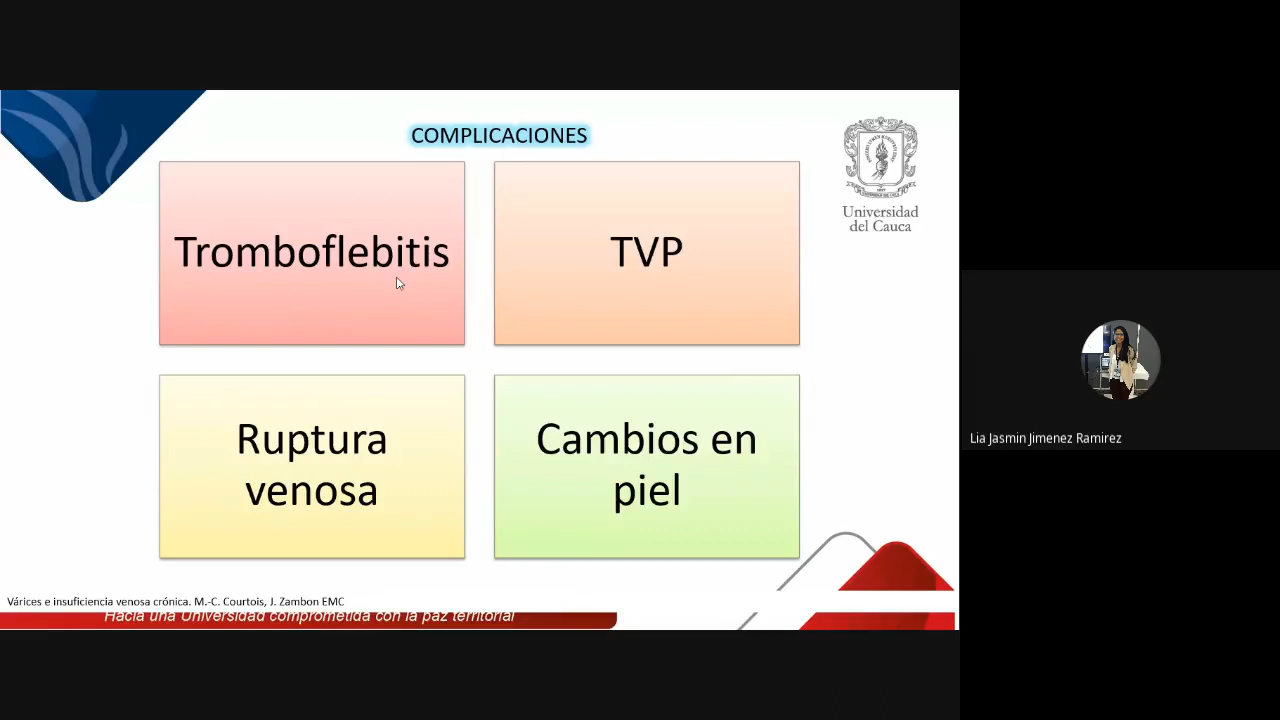 COMPLICACIONES
Tromboflebitis
TVP
Ruptura
venosa
Cambios en
piel
Universidad
del Cauca
Lia Jasmin Jimenez Ramirez
Várices e insuficiencia venosa crónica. M.-C. Courtois, J. Zambon EMC
Hacia una Universidad comprometida con la paz territorial